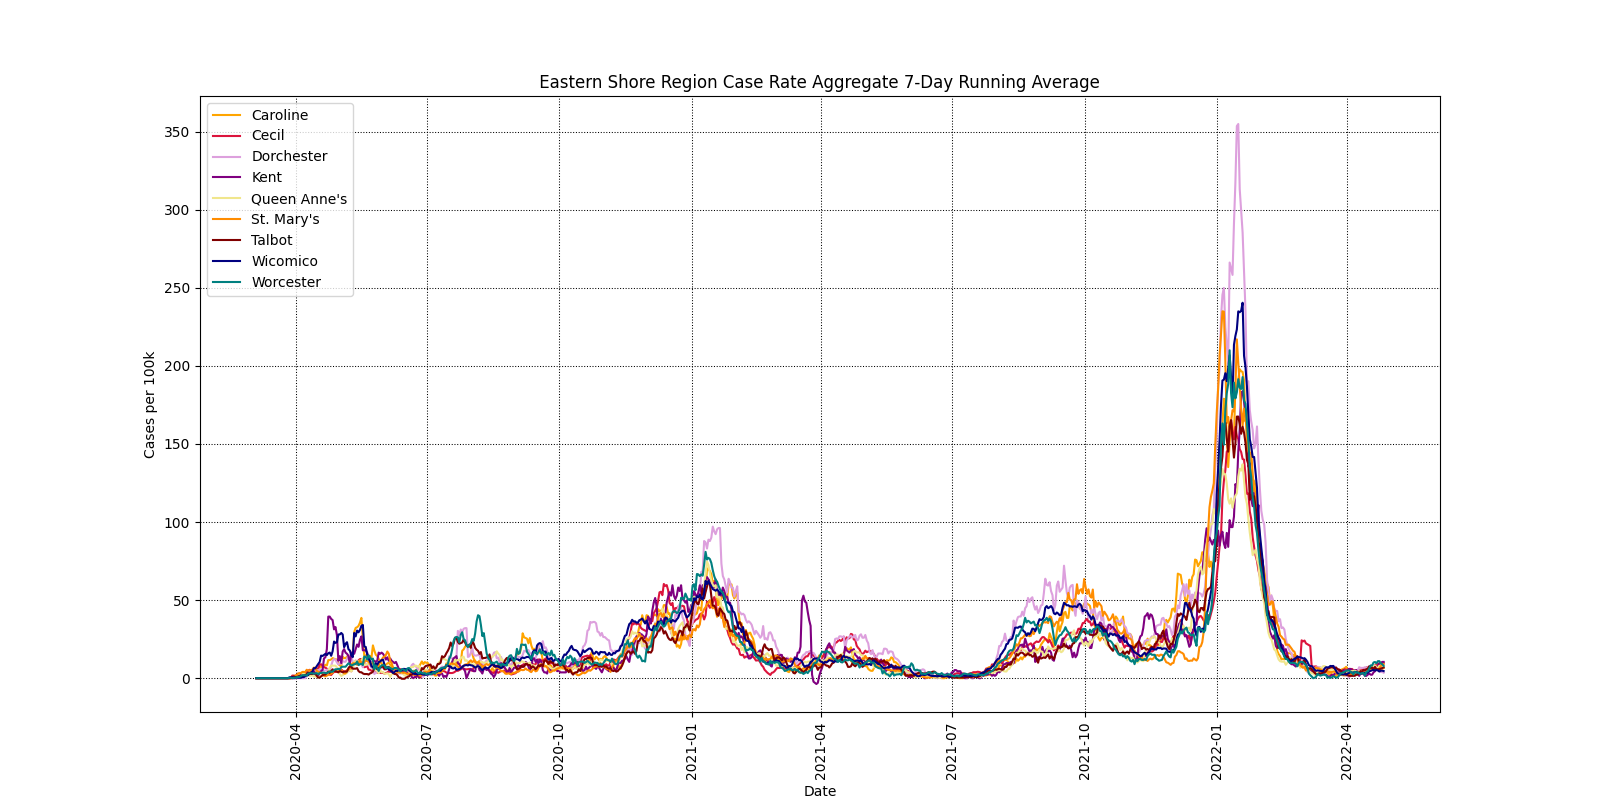 Eastern Shore Region Case Rate Aggregate 7-Day Running Average
Caroline
Cecil
Dorchester
Kent
Queen Anne's
St. Mary's
Talbot
Wicomico
Worcester
Cases per 100k
350
300
250
200
150
100
50
0
2020-04
2020-07
2020-10
2021-01
2021-04
2021-07
2021-10
2022-01
2022-04
Date